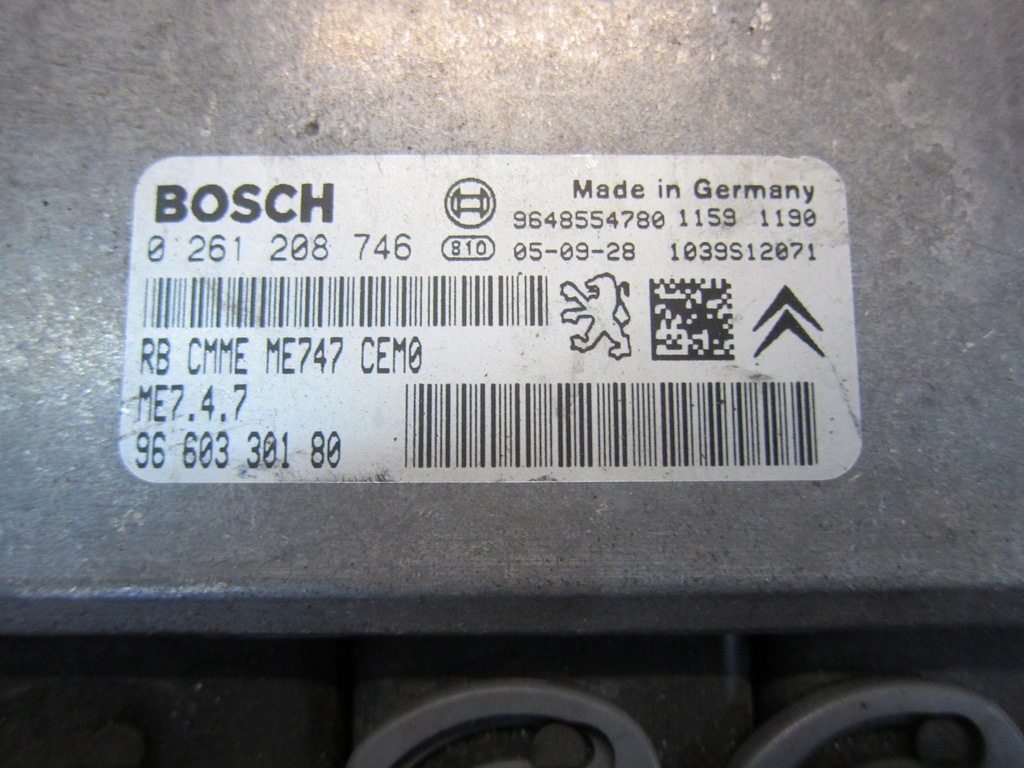 BOSCH
Made in Germany
9648554780 1159 1190
0 261 208 746 810 05-09-28 1039S12071
RB CMME ME747 CEM0
ME7.4.7
96 603 301 80